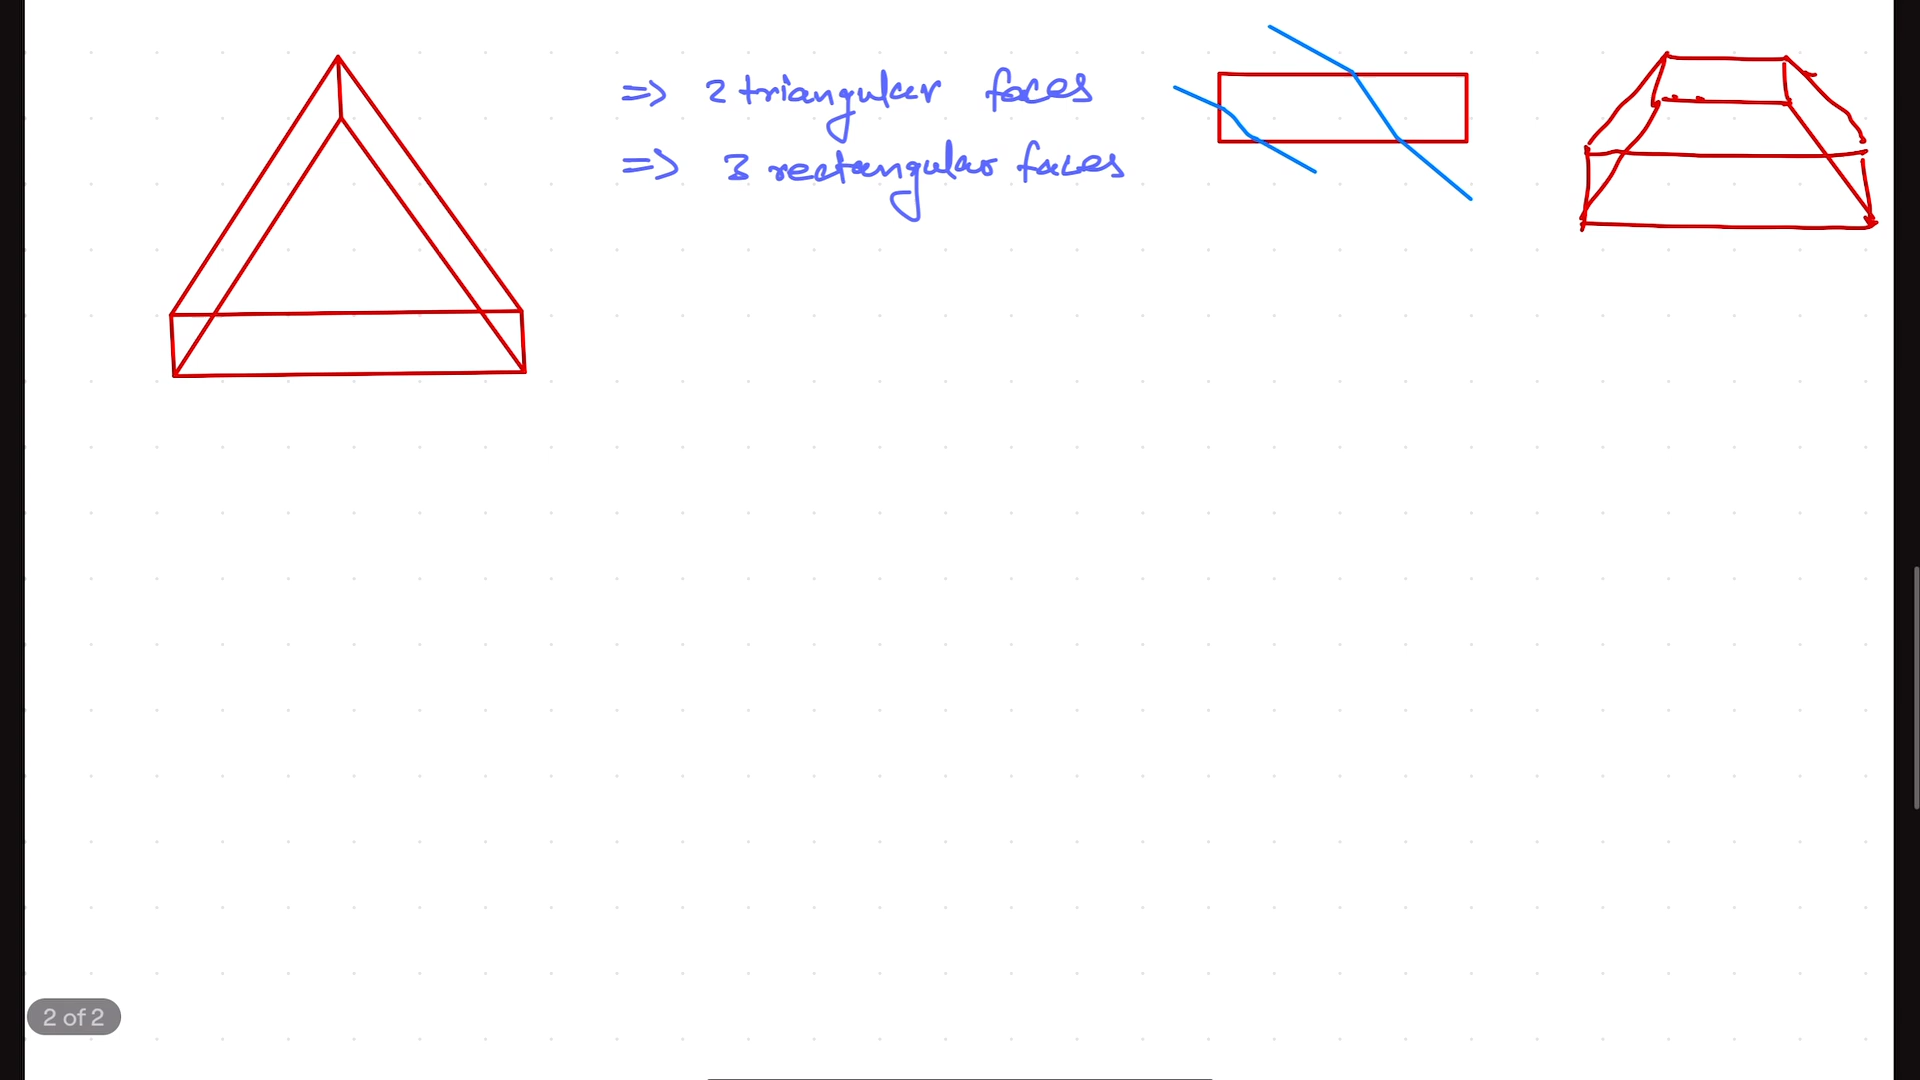 => 2 triangular faces
=> 3 rectangular faces
2 of 2